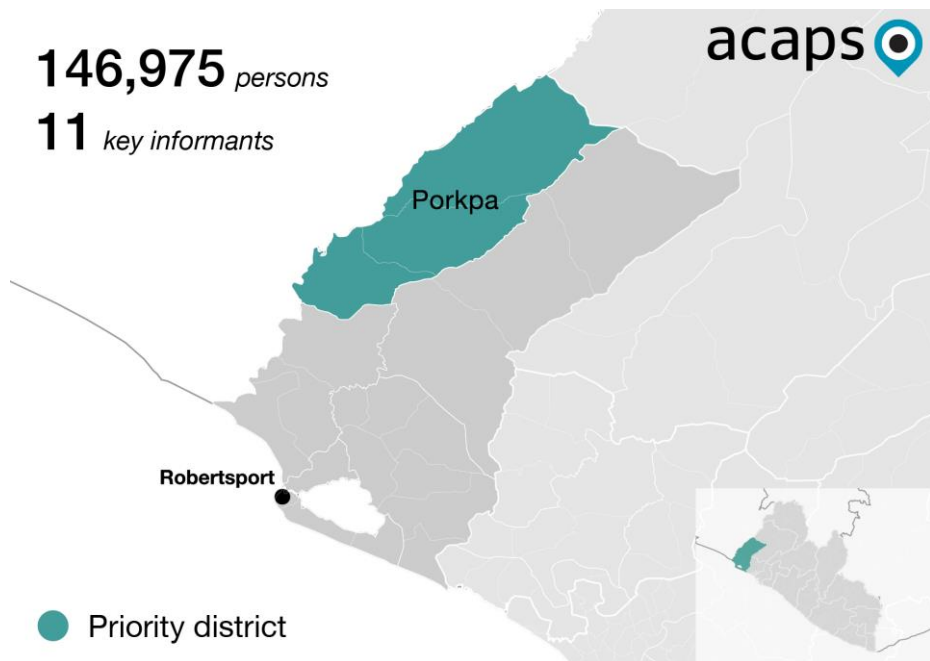 146,975 persons
11 key informants
acaps
Porkpa
Robertsport
Priority district